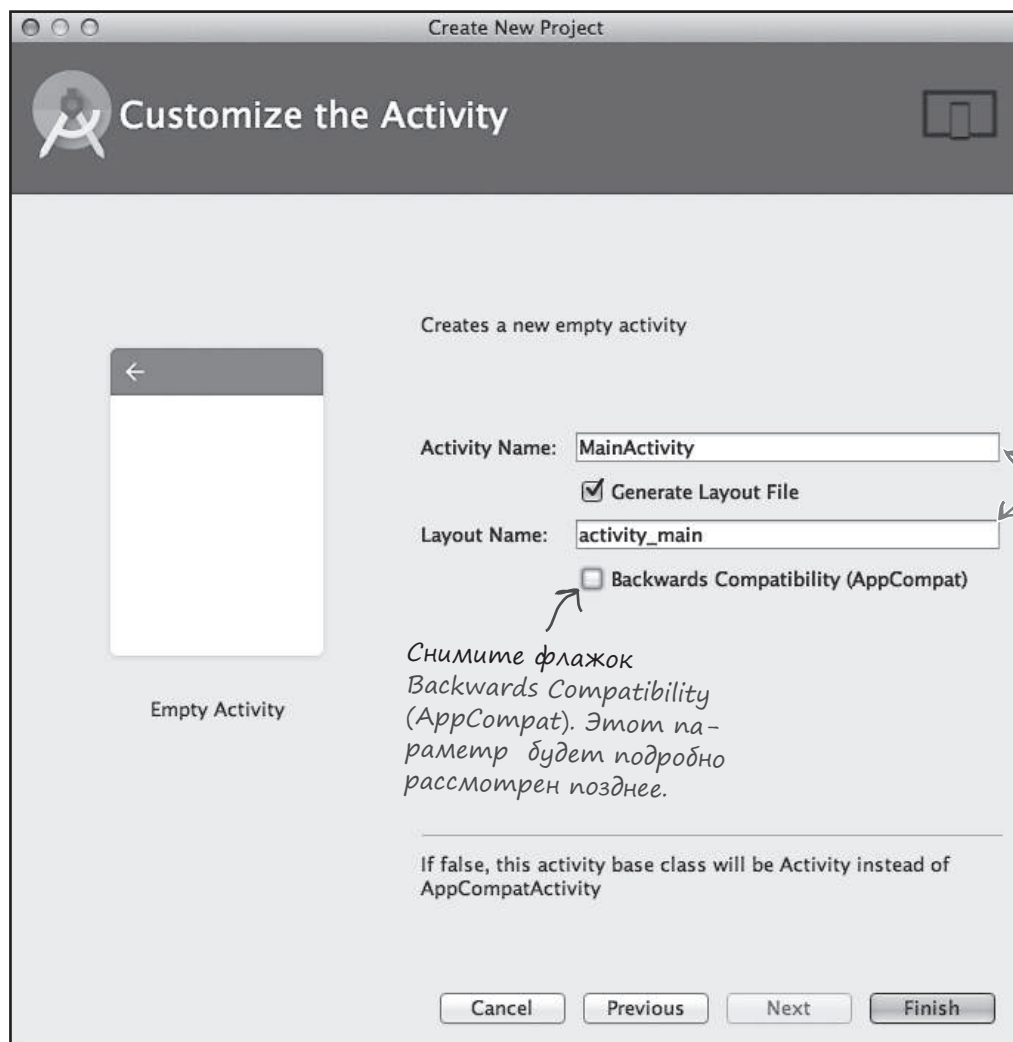 Create New Project
Customize the Activity
Creates a new empty activity
Activity Name: MainActivity
Generate Layout File
Layout Name: activity_main
Backwards Compatibility (AppCompat)
Снимите флажок
Backwards Compatibility
(AppCompat). Этот па-
раметр будет подробно
рассмотрен позднее.
Empty Activity
If false, this activity base class will be Activity instead of
AppCompatActivity
Cancel Previous Next Finish